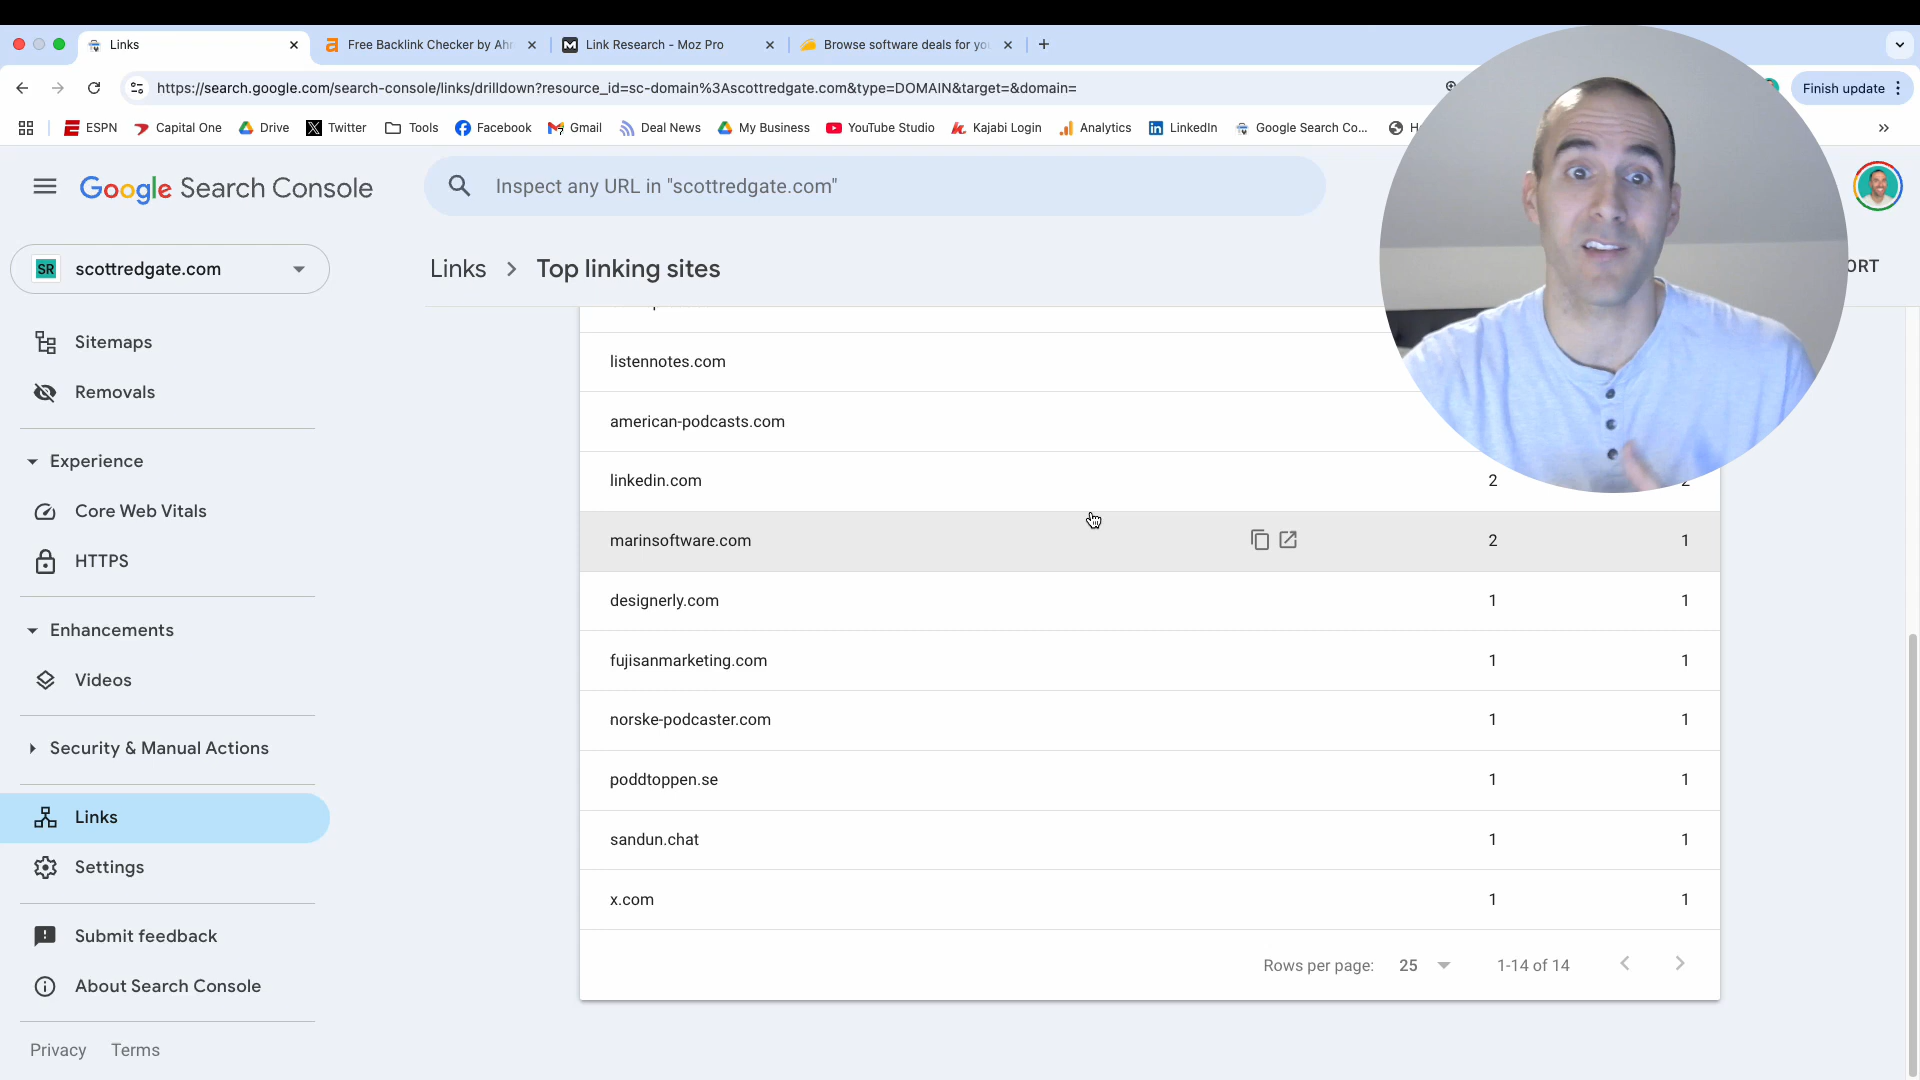 Links
Free Backlink Checker by Ahr
Link Research - Moz Pro
Browse software deals for yo
https://search.google.com/search-console/links/drilldown?resource_id=sc-domain%3Ascottredgate.com&type=DOMAIN&target=&domain=
Finish update
ESPN
Capital One
Drive
Twitter
Tools
Facebook
Gmail
Deal News
My Business
YouTube Studio
Kajabi Login
Analytics
LinkedIn
Google Search Co...
Google Search Console
Inspect any URL in "scottredgate.com"
SR scottredgate.com
Links > Top linking sites
ORT
Sitemaps
Removals
Experience
Core Web Vitals
HTTPS
Enhancements
Videos
Security & Manual Actions
Links
Settings
Submit feedback
About Search Console
Privacy Terms
listennotes.com
american-podcasts.com
linkedin.com 2 2
marinsoftware.com 2 1
designerly.com 1 1
fujisanmarketing.com 1 1
norske-podcaster.com 1 1
poddtoppen.se 1 1
sandun.chat 1 1
x.com 1 1
Rows per page: 25 1-14 of 14